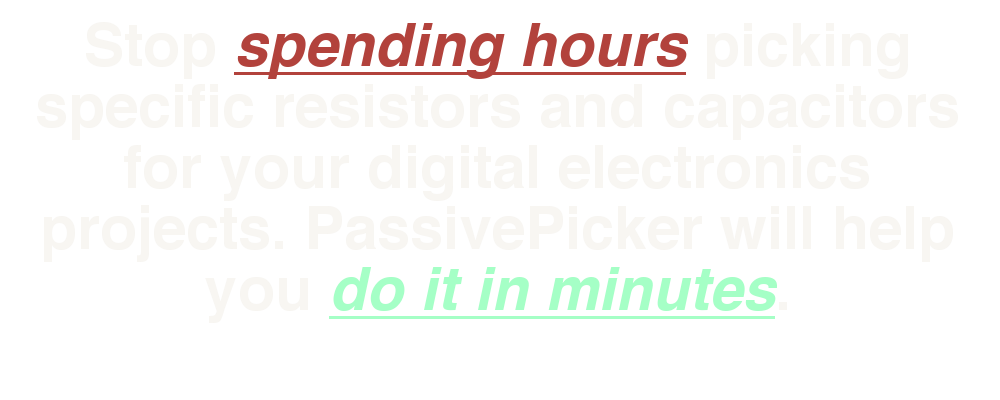 Stop spending hours picking
specific resistors and capacitors
for your digital electronics
projects. PassivePicker will help
you do it in minutes.